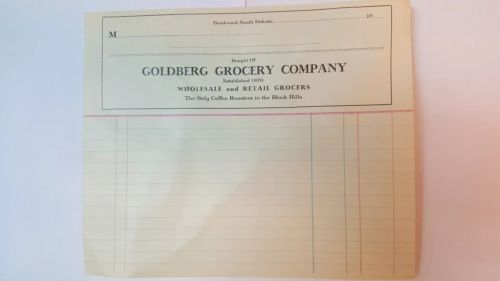 Deadwood, South Dakota, 19
M
Bought Of
GOLDBERG GROCERY COMPANY
Established 1876
WHOLESALE and RETAIL GROCERS
The Only Coffee Roasters in the Black Hills